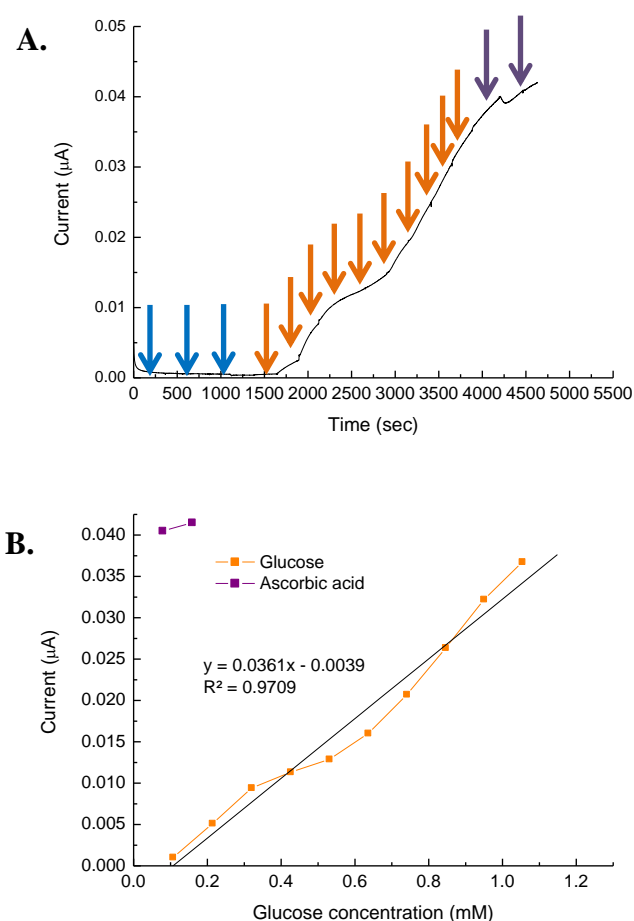 A.
Current (μA)
0.05
0.04
0.03
0.02
0.01
0.00
0 500 1000 1500 2000 2500 3000 3500 4000 4500 5000 5500
Time (sec)
B.
Current (μA)
0.040
0.035
0.030
0.025
0.020
0.015
0.010
0.005
0.000
Glucose
Ascorbic acid
y = 0.0361x - 0.0039
R² = 0.9709
0.0 0.2 0.4 0.6 0.8 1.0 1.2
Glucose concentration (mM)